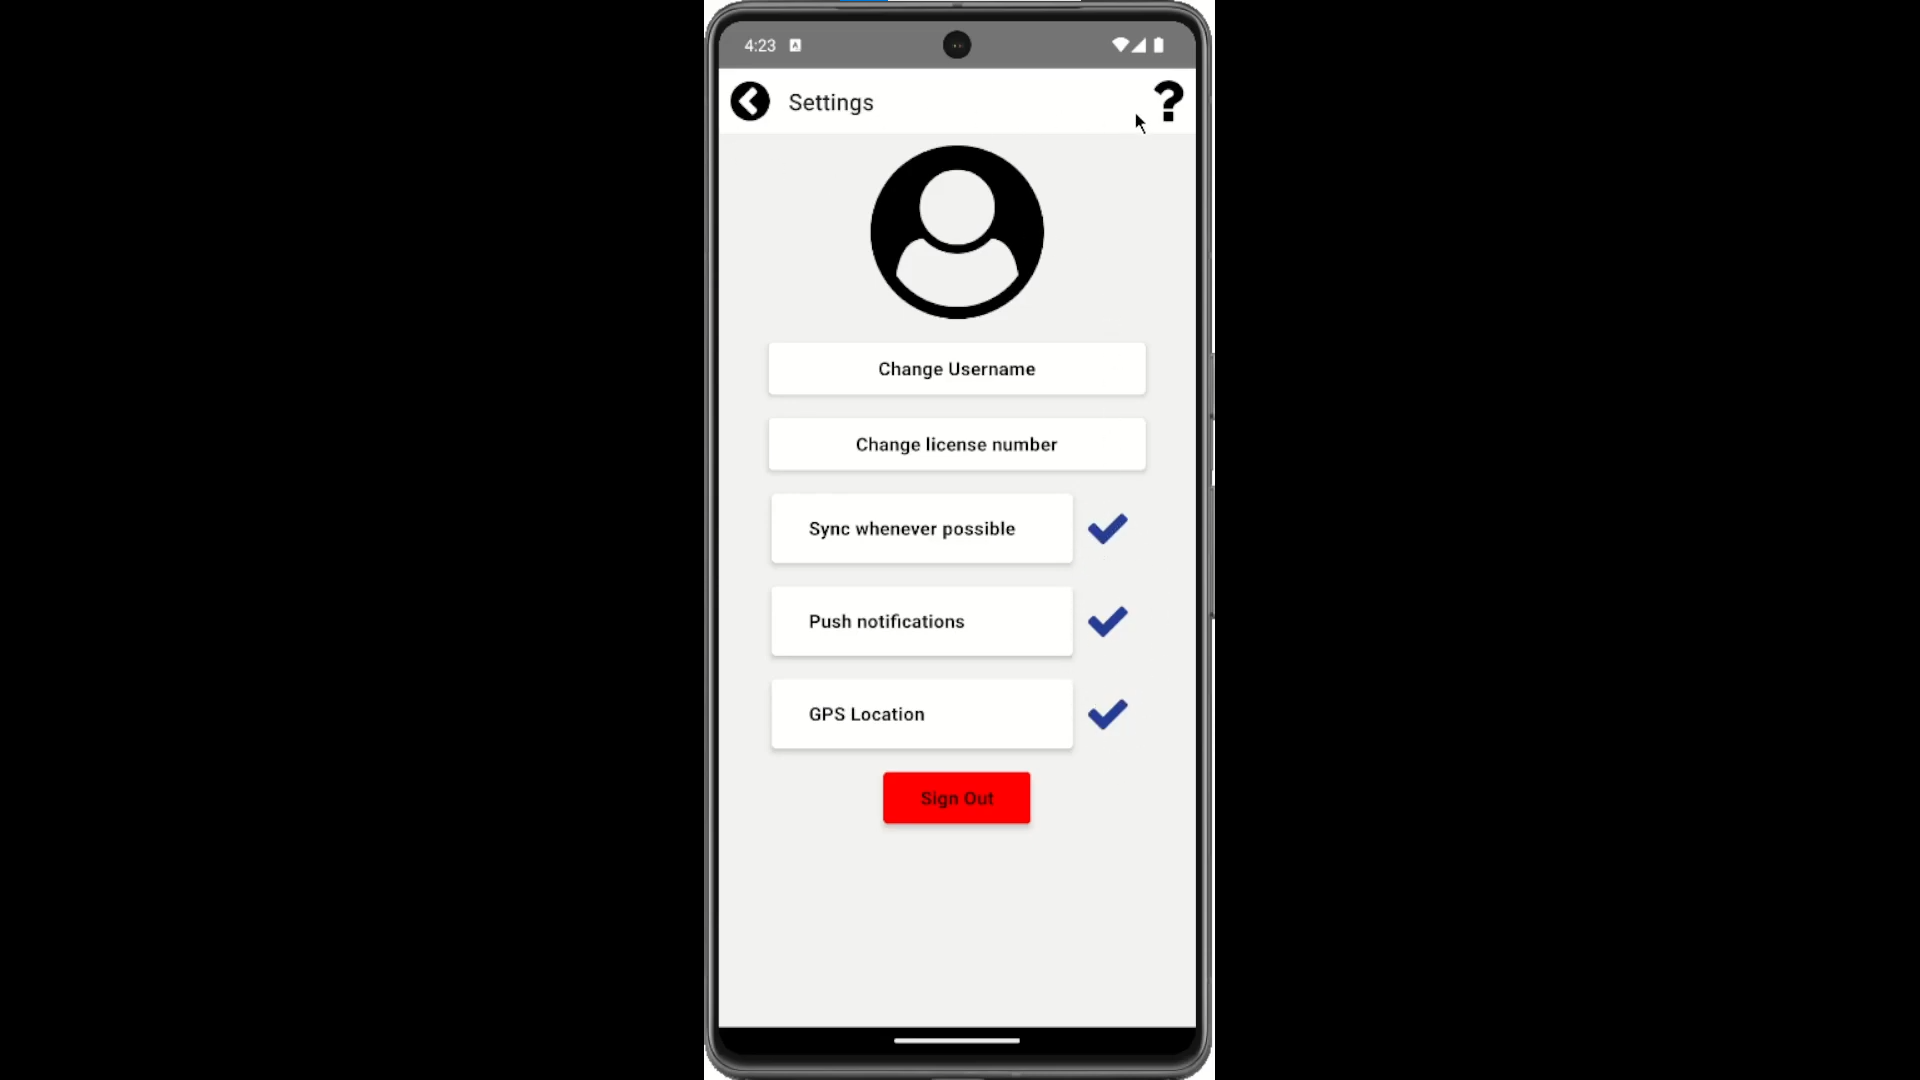 4:23
Settings
?
Change Username
Change license number
Sync whenever possible
Push notifications
GPS Location
Sign Out